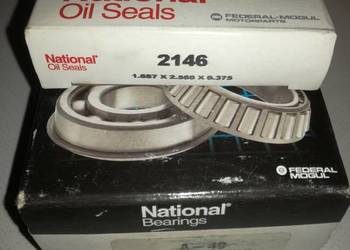 National
Oil Seals
FEDERAL-MOGUL
MOTORPARTS
National®
Oil Seals
2146
1.687 X 2.560 X 0.375
FEDERAL
MOGUL
National®
Bearings